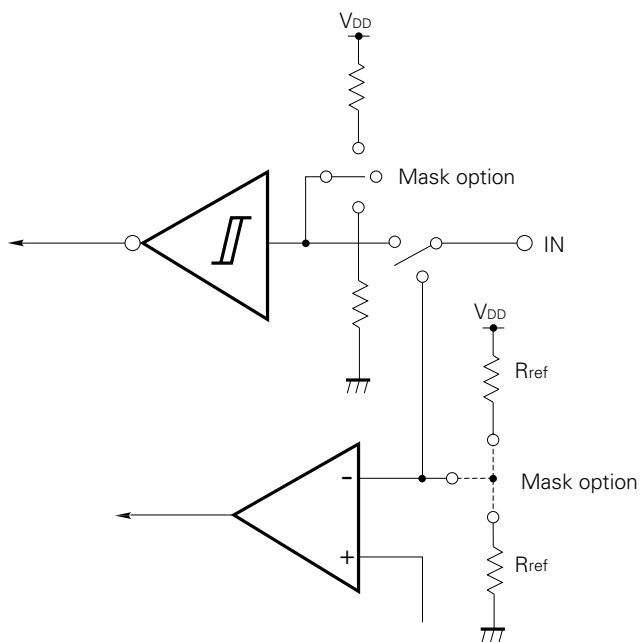 VDD
Mask option
IN
VDD
Rref
-
Mask option
+
Rref